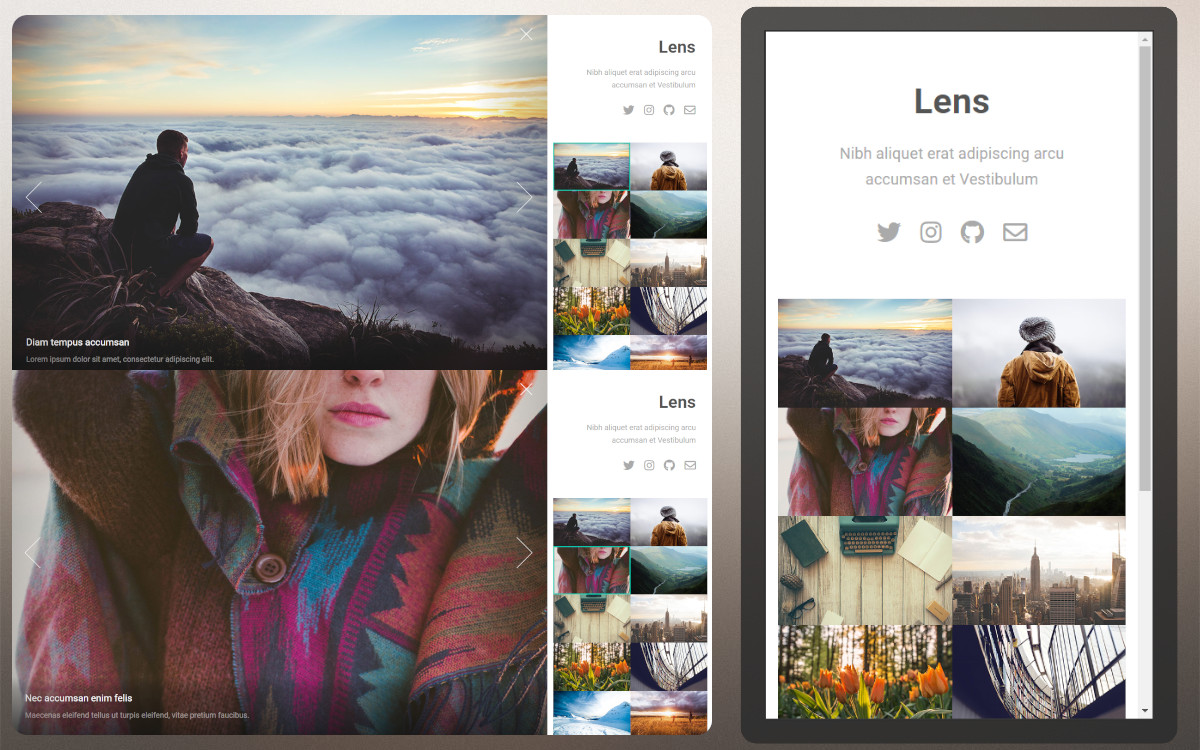 Lens
Nibh aliquet erat adipiscing arcu
accumsan et Vestibulum
Diam tempus accumsan
Lorem ipsum dolor sit amet, consectetur adipiscing elit.
Lens
Nibh aliquet erat adipiscing arcu
accumsan et Vestibulum
Nec accumsan enim felis
Maecenas eleifend tellus ut turpis eleifend, vitae pretium faucibus.
Lens
Nibh aliquet erat adipiscing arcu
accumsan et Vestibulum